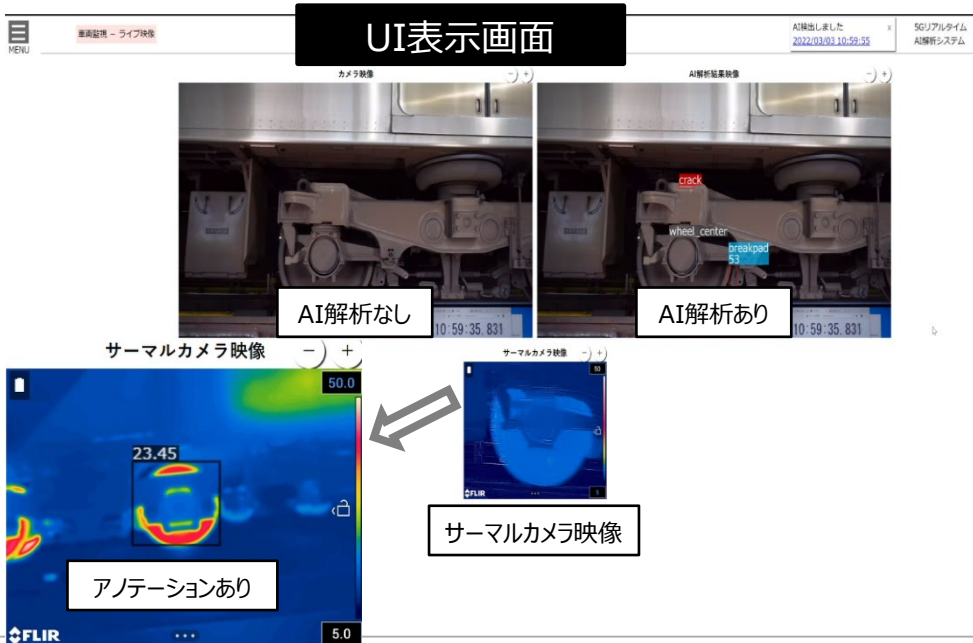 UI表示画面
MENU
車両監視 – ライブ映像
AI検出しました x
2022/03/03 10:59:55
5Gリアルタイム
AI解析システム
カメラ映像
− +
AI解析結果映像
− +
crack
wheel_center
breakpad
53
AI解析なし
10:59:35.831
AI解析あり
10:59:35.831
サーマルカメラ映像
− +
50.0
23.45
アノテーションあり
FLIR
5.0
サーマルカメラ映像
− +
50
FLIR
サーマルカメラ映像